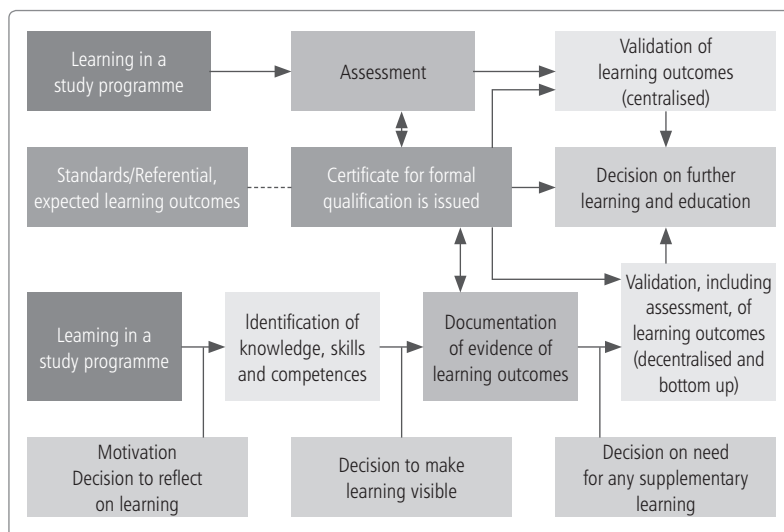 Learning in a
study programme
Assessment
Validation of
learning outcomes
(centralised)
Standards/Referential,
expected learning outcomes
Certificate for formal
qualification is issued
Decision on further
learning and education
Leaming in a
study programme
Identification of
knowledge, skills
and competences
Documentation
of evidence of
learning outcomes
Validation, including
assessment, of
learning outcomes
(decentralised and
bottom up)
Motivation
Decision to reflect
on learning
Decision to make
learning visible
Decision on need
for any supplementary
learning